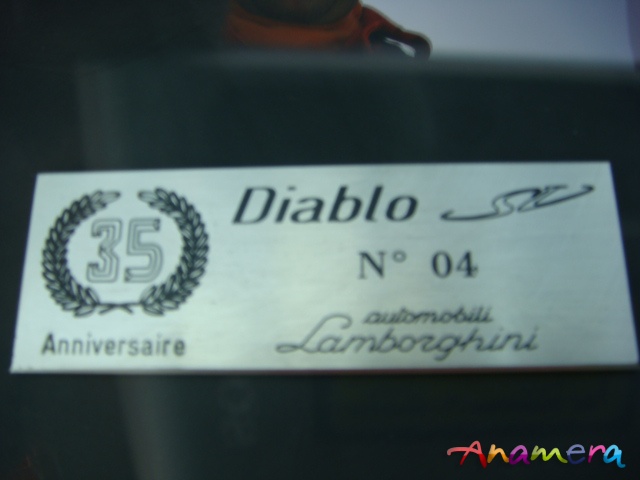 35
Anniversaire
Diablo SV
N° 04
automobili
Lamborghini
Anamera